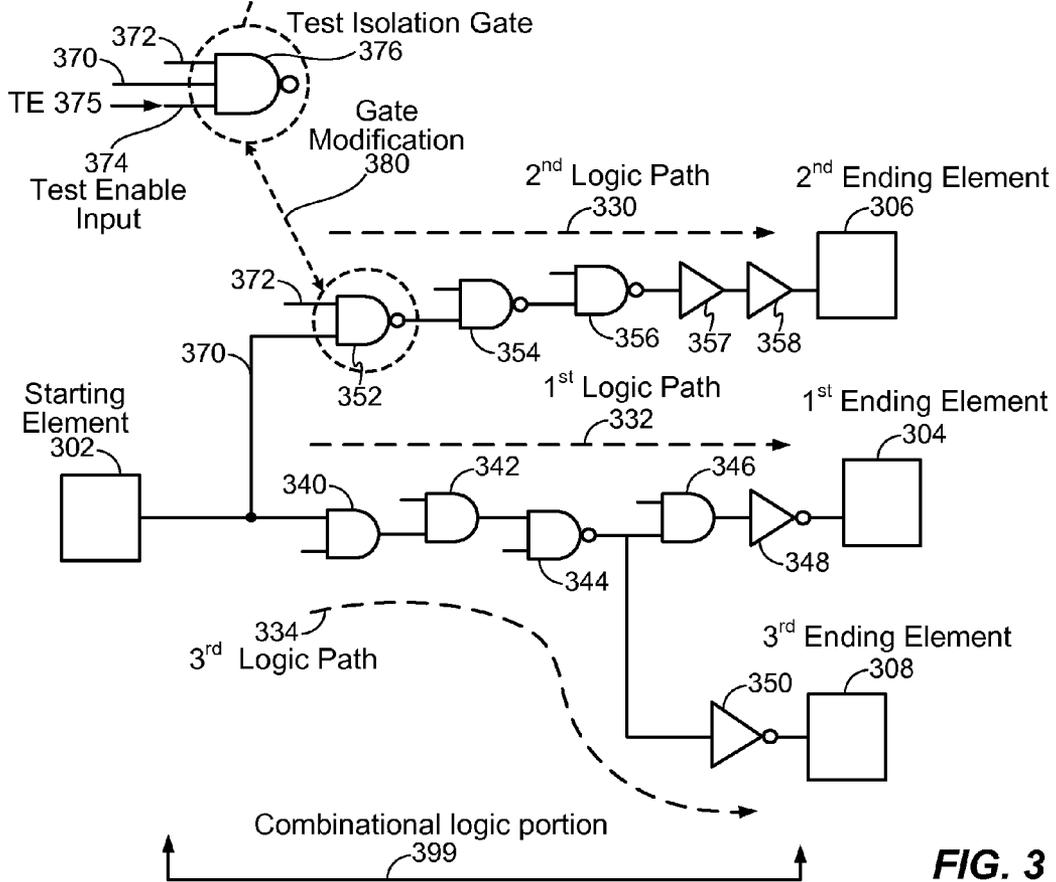 372
Test Isolation Gate
376
370
TE 375
374
Test Enable
Input
Gate
Modification
380
2nd Logic Path
330
2nd Ending Element
306
372
370
352
354
356
357
358
1st Logic Path
332
1st Ending Element
304
Starting
Element
302
340
342
344
346
348
334
3rd Logic Path
3rd Ending Element
308
350
Combinational logic portion
399
FIG. 3